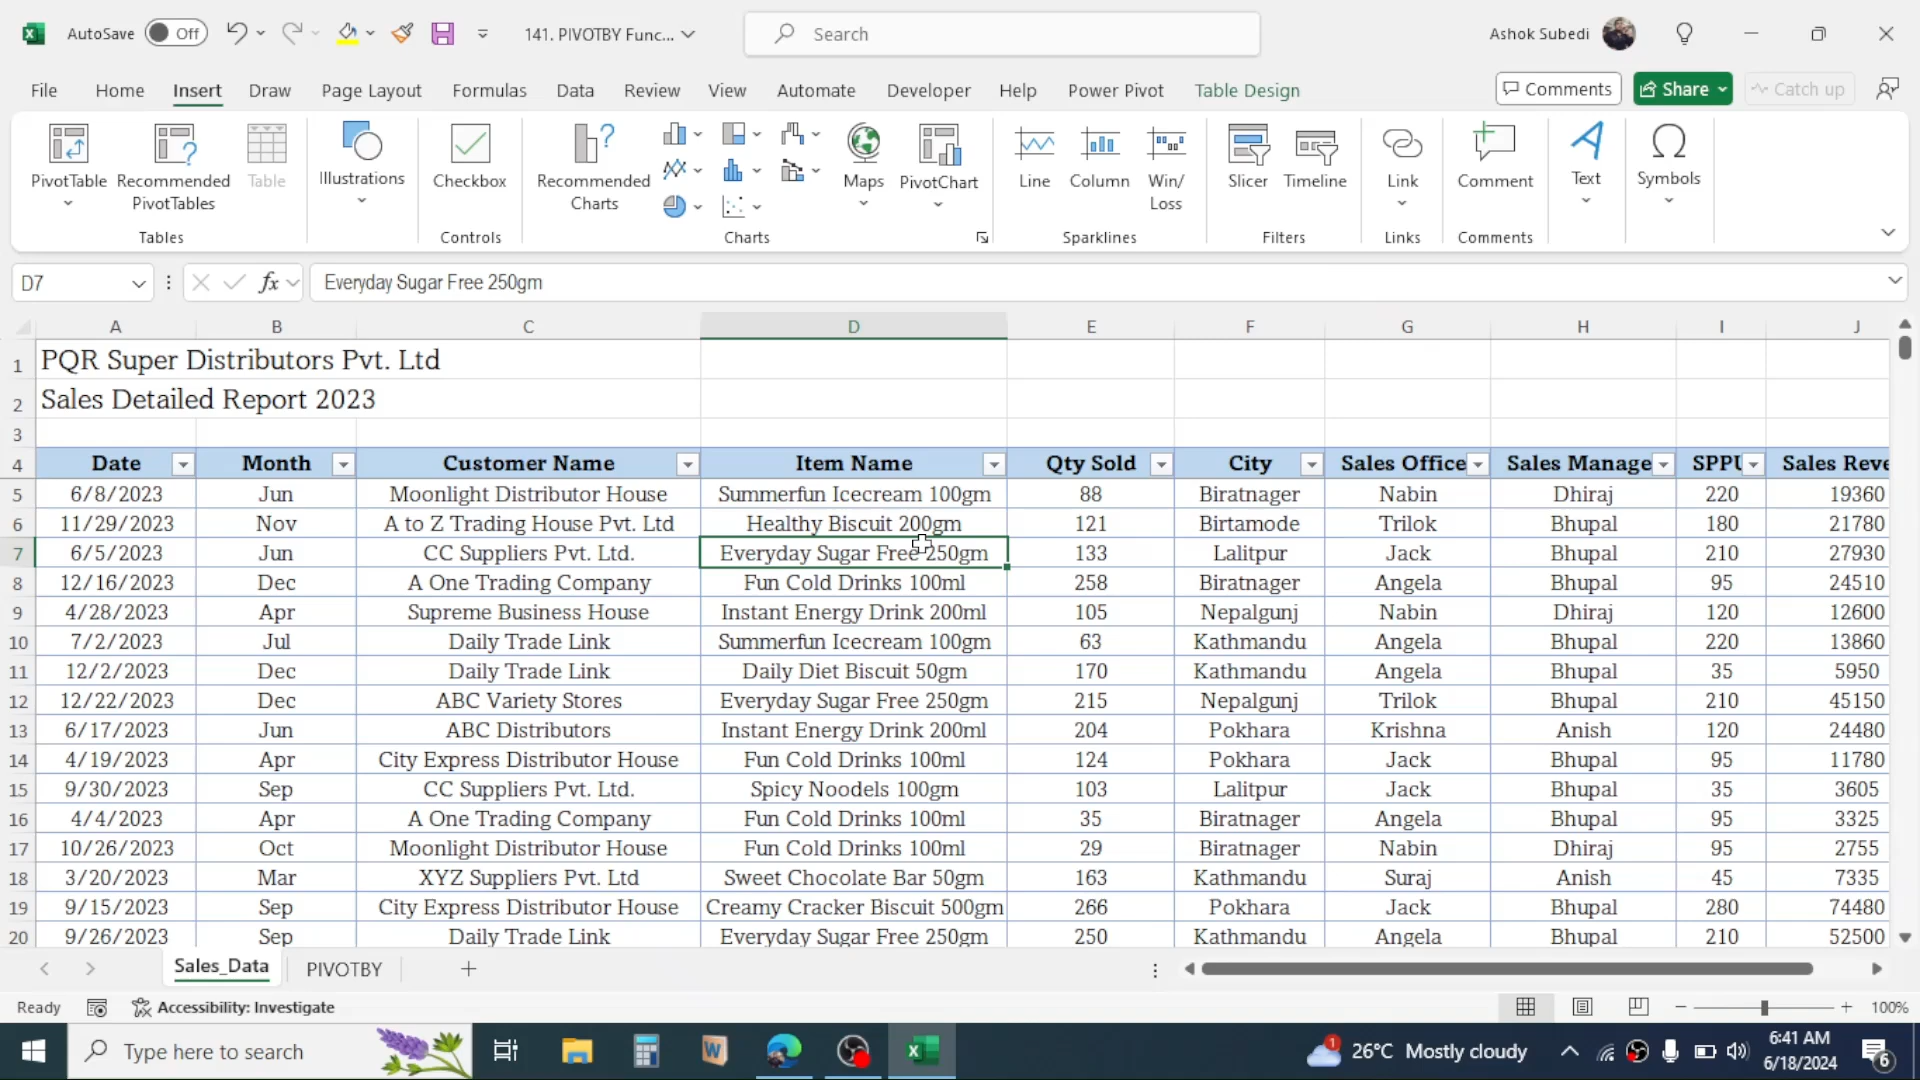 AutoSave Off 141. PIVOTBY Func... Search Ashok Subedi
File Home Insert Draw Page Layout Formulas Data Review View Automate Developer Help Power Pivot Table Design Comments Share Catch up
PivotTable Recommended PivotTables Table Illustrations Checkbox Recommended Charts Maps PivotChart Line Column Win/Loss Slicer Timeline Link Comment Text Symbols
Tables Controls Charts Sparklines Filters Links Comments
D7 fx Everyday Sugar Free 250gm
A B C D E F G H I J
1 PQR Super Distributors Pvt. Ltd
2 Sales Detailed Report 2023
3
4 Date Month Customer Name Item Name Qty Sold City Sales Office Sales Manage SPPU Sales Reve
5 6/8/2023 Jun Moonlight Distributor House Summerfun Icecream 100gm 88 Biratnager Nabin Dhiraj 220 19360
6 11/29/2023 Nov A to Z Trading House Pvt. Ltd Healthy Biscuit 200gm 121 Birtamode Trilok Bhupal 180 21780
7 6/5/2023 Jun CC Suppliers Pvt. Ltd. Everyday Sugar Free 250gm 133 Lalitpur Jack Bhupal 210 27930
8 12/16/2023 Dec A One Trading Company Fun Cold Drinks 100ml 258 Biratnager Angela Bhupal 95 24510
9 4/28/2023 Apr Supreme Business House Instant Energy Drink 200ml 105 Nepalgunj Nabin Dhiraj 120 12600
10 7/2/2023 Jul Daily Trade Link Summerfun Icecream 100gm 63 Kathmandu Angela Bhupal 220 13860
11 12/2/2023 Dec Daily Trade Link Daily Diet Biscuit 50gm 170 Kathmandu Angela Bhupal 35 5950
12 12/22/2023 Dec ABC Variety Stores Everyday Sugar Free 250gm 215 Nepalgunj Trilok Bhupal 210 45150
13 6/17/2023 Jun ABC Distributors Instant Energy Drink 200ml 204 Pokhara Krishna Anish 120 24480
14 4/19/2023 Apr City Express Distributor House Fun Cold Drinks 100ml 124 Pokhara Jack Bhupal 95 11780
15 9/30/2023 Sep CC Suppliers Pvt. Ltd. Spicy Noodels 100gm 103 Lalitpur Jack Bhupal 35 3605
16 4/4/2023 Apr A One Trading Company Fun Cold Drinks 100ml 35 Biratnager Angela Bhupal 95 3325
17 10/26/2023 Oct Moonlight Distributor House Fun Cold Drinks 100ml 29 Biratnager Nabin Dhiraj 95 2755
18 3/20/2023 Mar XYZ Suppliers Pvt. Ltd Sweet Chocolate Bar 50gm 163 Kathmandu Suraj Anish 45 7335
19 9/15/2023 Sep City Express Distributor House Creamy Cracker Biscuit 500gm 266 Pokhara Jack Bhupal 280 74480
20 9/26/2023 Sep Daily Trade Link Everyday Sugar Free 250gm 250 Kathmandu Angela Bhupal 210 52500
Sales_Data PIVOTBY
Ready Accessibility: Investigate 100%
Type here to search 26°C Mostly cloudy 6:41 AM
6/18/2024 6